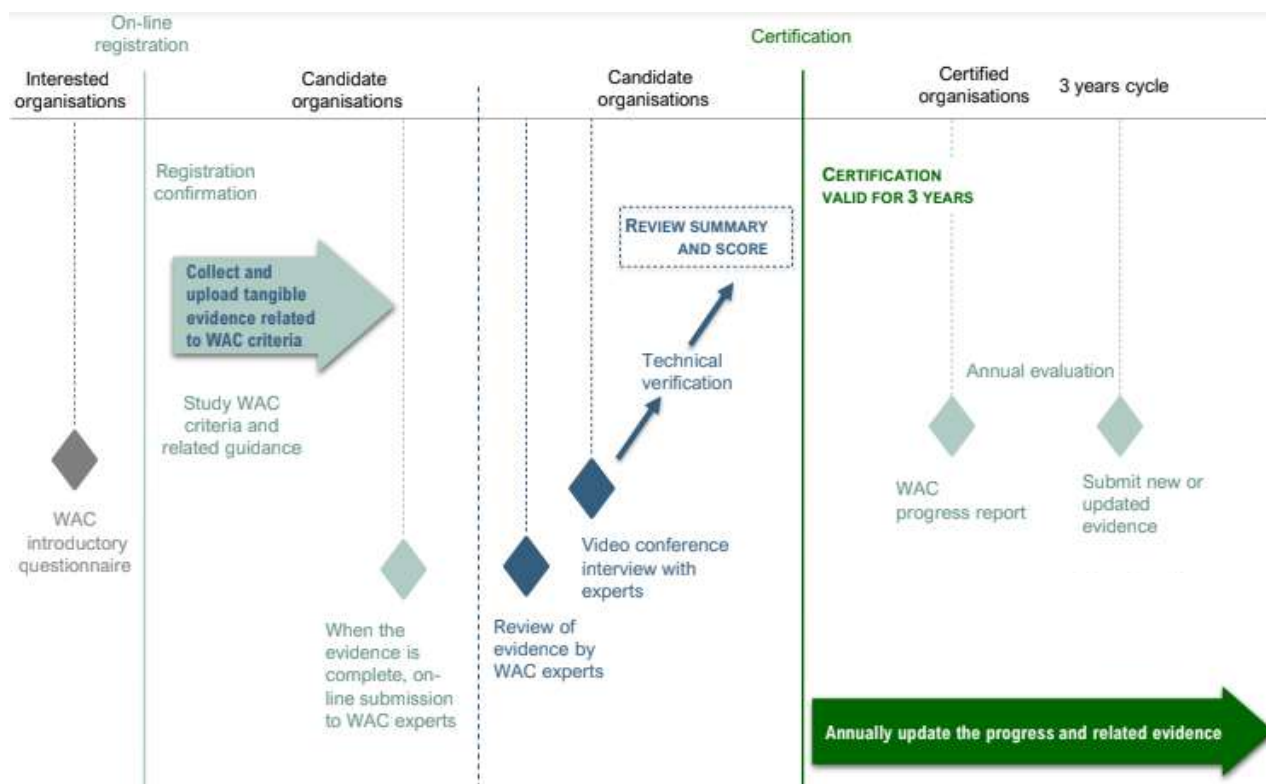 On-line
registration
Certification
Interested
organisations
Candidate
organisations
Candidate
organisations
Certified
organisations
3 years cycle
Registration
confirmation
CERTIFICATION
VALID FOR 3 YEARS
REVIEW SUMMARY
AND SCORE
Collect and
upload tangible
evidence related
to WAC criteria
Technical
verification
Annual evaluation
Study WAC
criteria and
related guidance
WAC
progress report
Submit new or
updated
evidence
WAC
introductory
questionnaire
Video conference
interview with
experts
When the
evidence is
complete, on-
line submission
to WAC experts
Review of
evidence by
WAC experts
Annually update the progress and related evidence